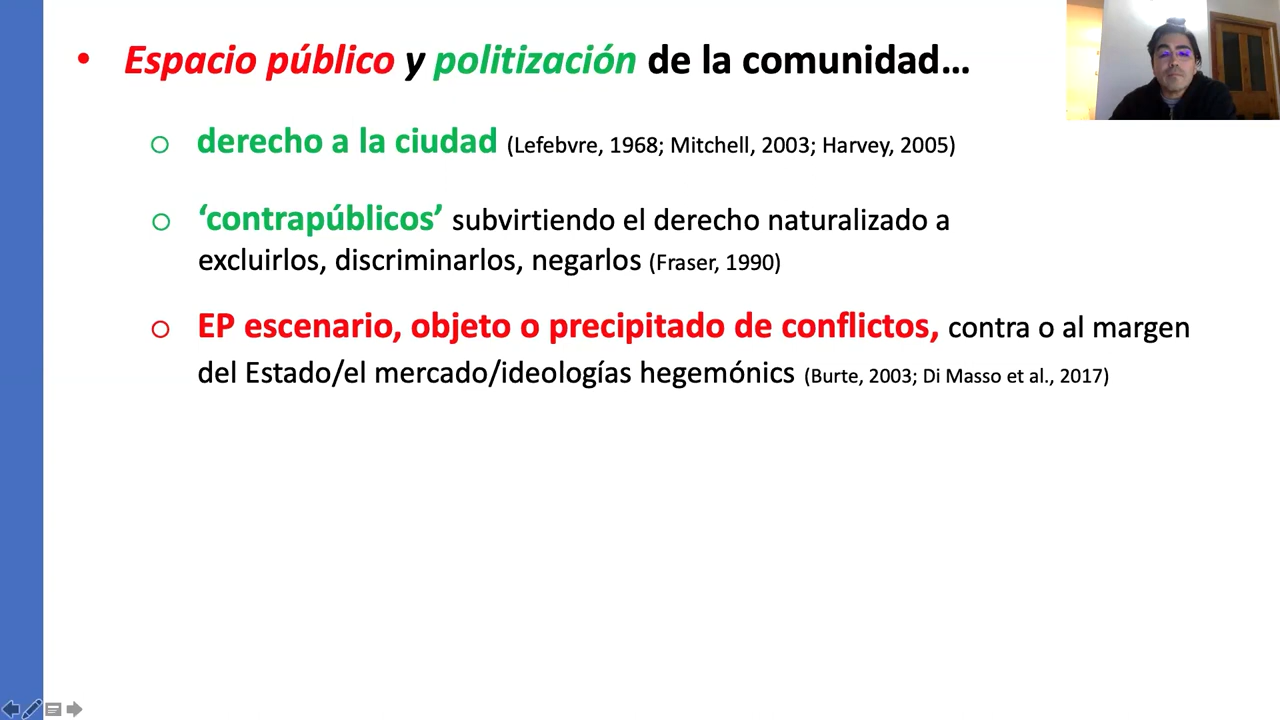 • Espacio público y politización de la comunidad...
o derecho a la ciudad (Lefebvre, 1968; Mitchell, 2003; Harvey, 2005)
o ‘contrapúblicos’ subvirtiendo el derecho naturalizado a
excluirlos, discriminarlos, negarlos (Fraser, 1990)
o EP escenario, objeto o precipitado de conflictos, contra o al margen
del Estado/el mercado/ideologías hegemónics (Burte, 2003; Di Masso et al., 2017)